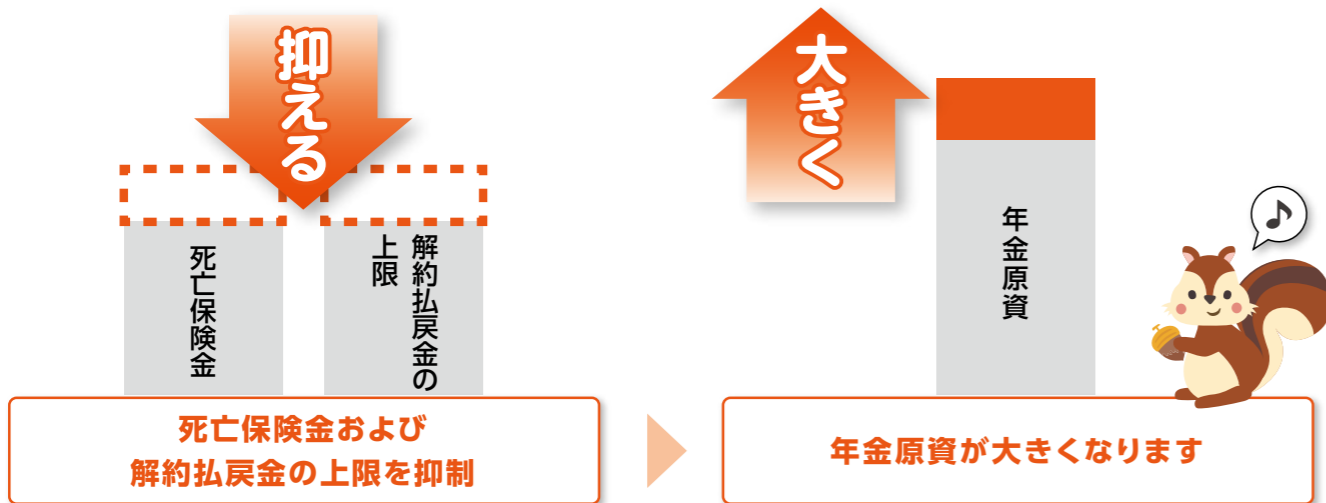 抑える
死亡保険金
解約払戻金の
上限
死亡保険金および
解約払戻金の上限を抑制
大きく
年金原資
♪
年金原資が大きくなります